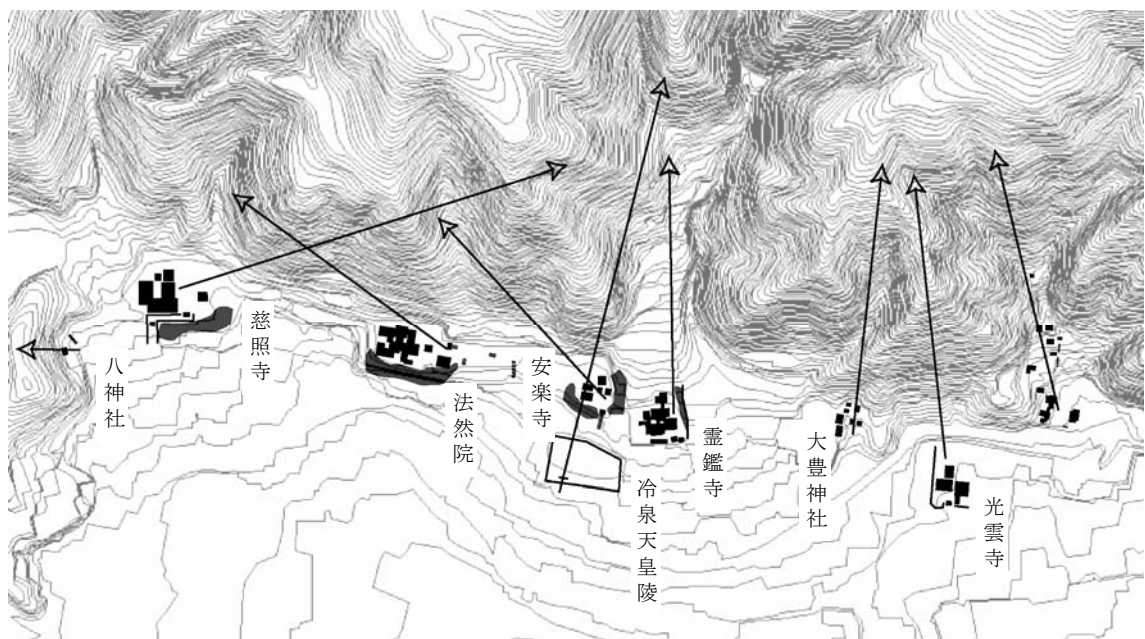 八神社
慈照寺
法然院
安楽寺
冷泉天皇陵
霊鑑寺
大豊神社
光雲寺